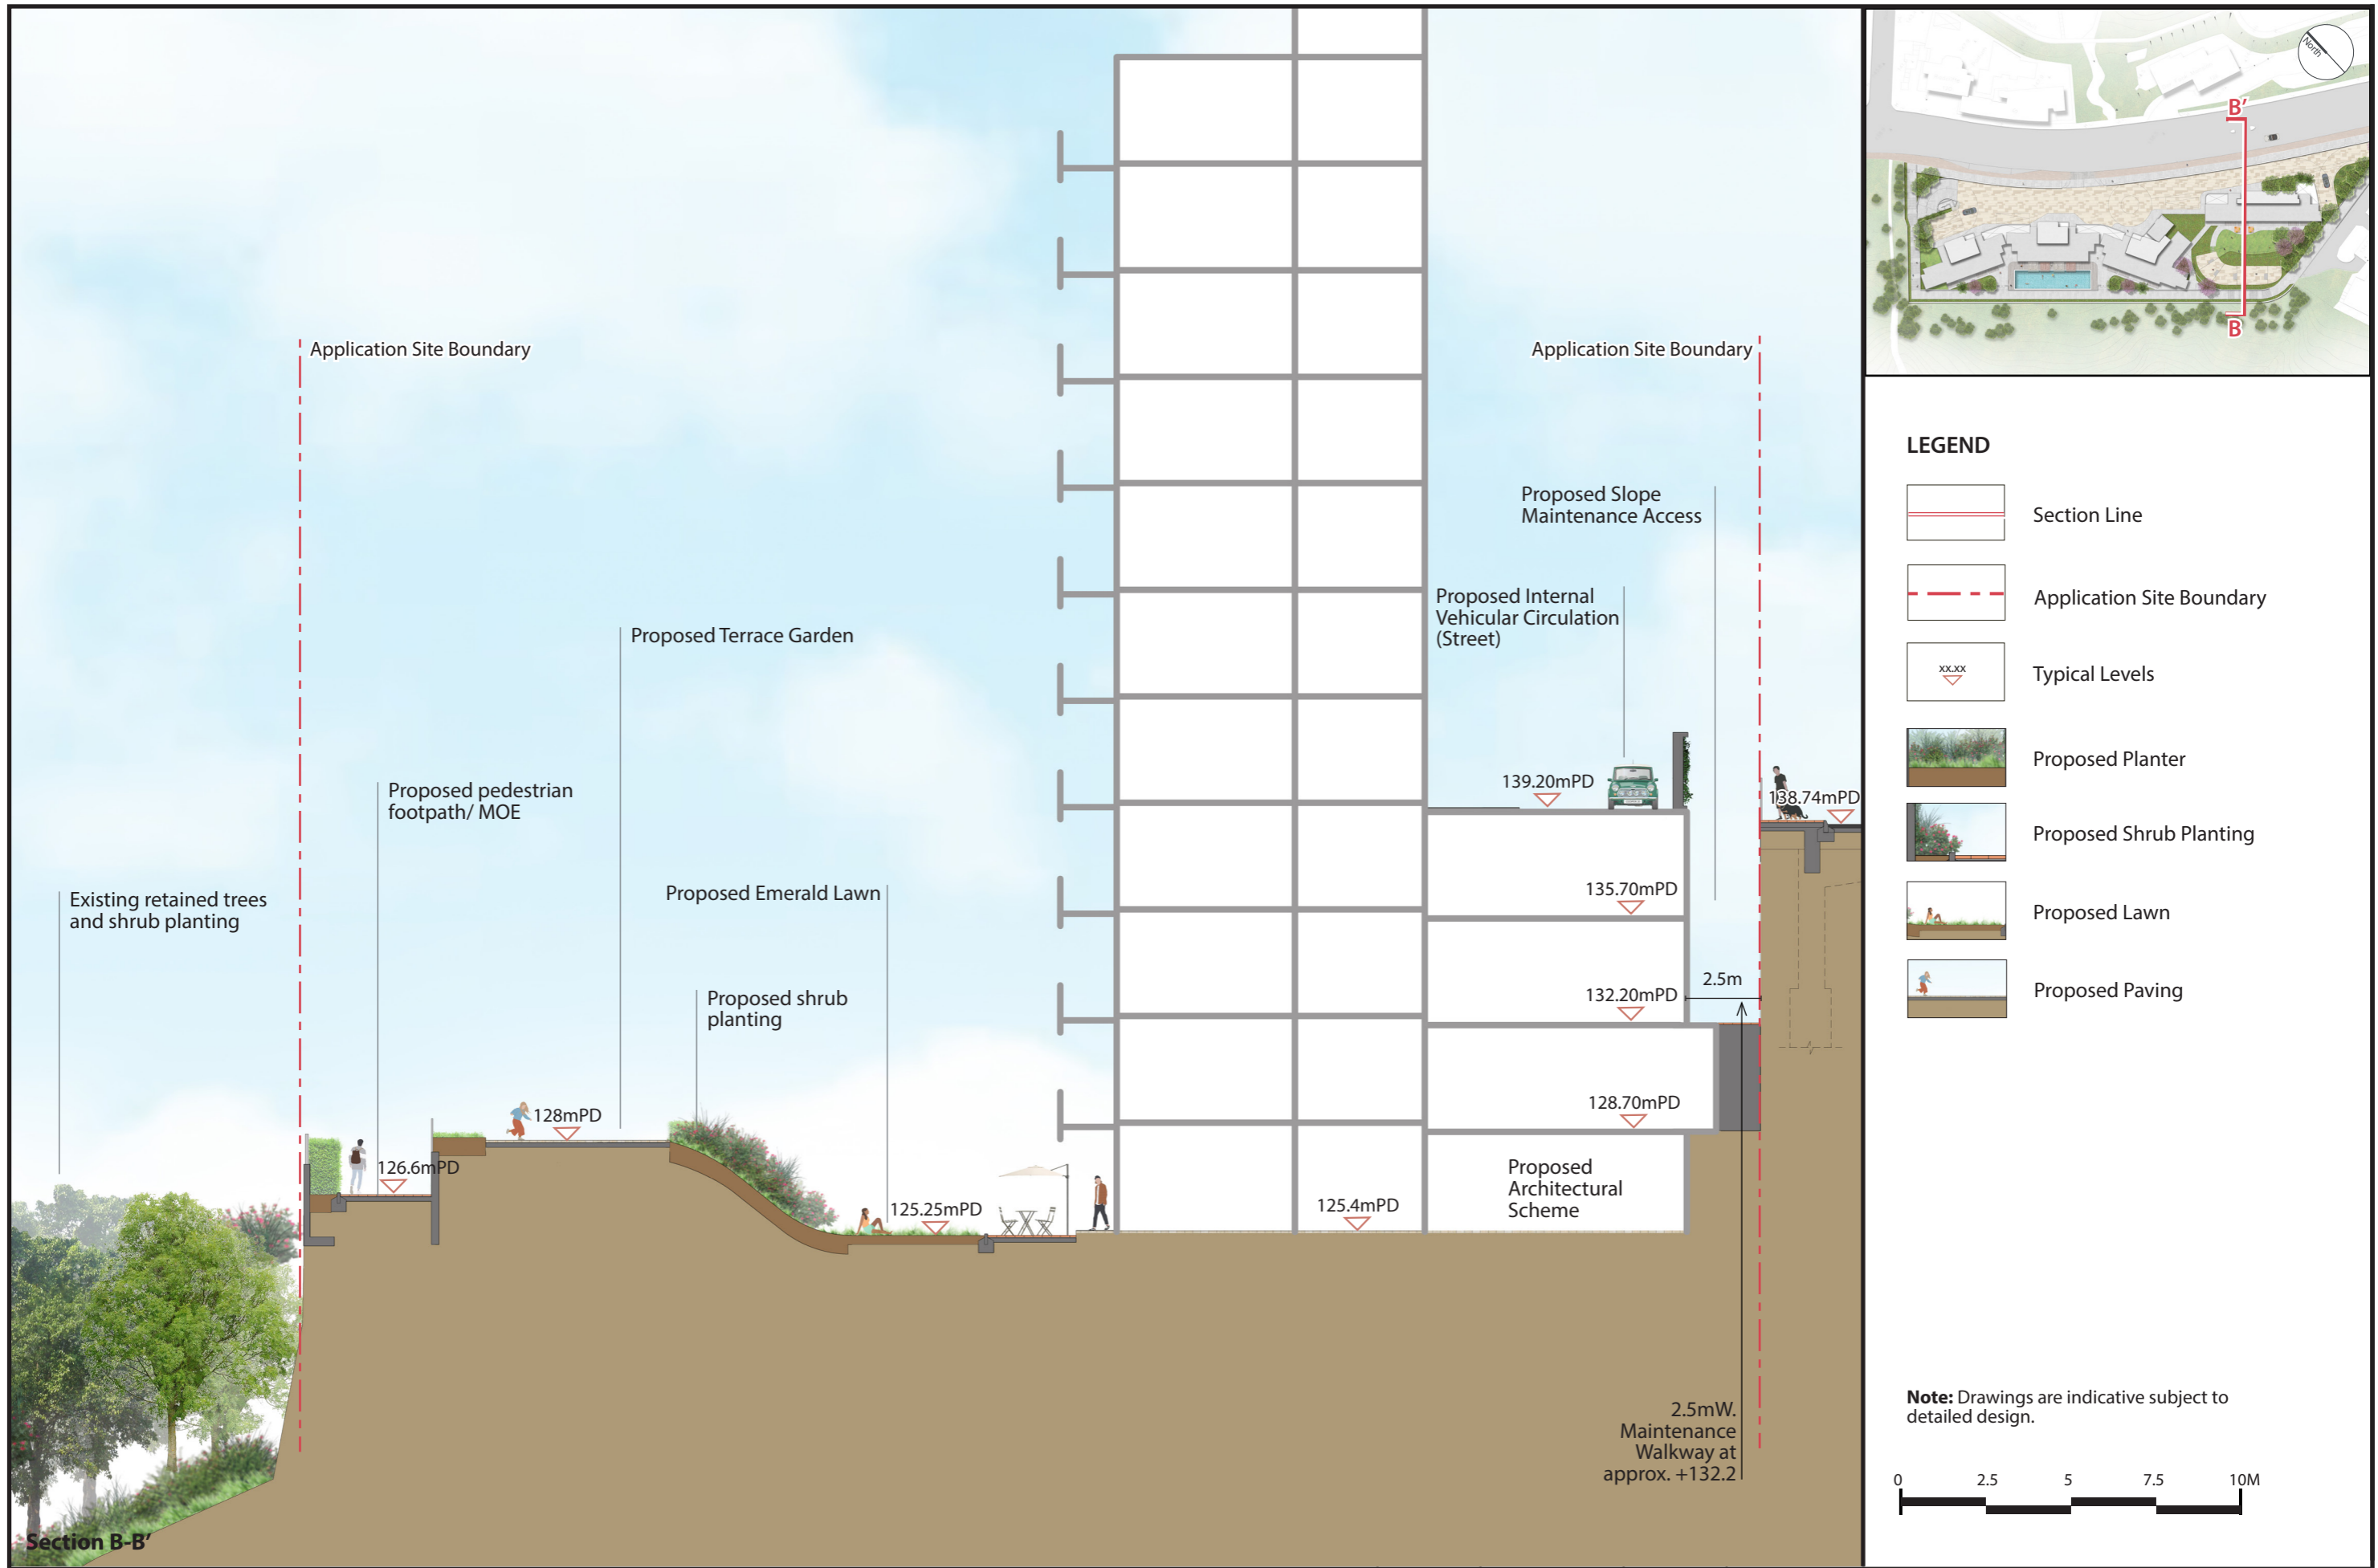 North
B′
B
Application Site Boundary
Application Site Boundary
Proposed Slope
Maintenance Access
Proposed Internal
Vehicular Circulation
(Street)
Proposed Terrace Garden
139.20mPD
138.74mPD
Proposed pedestrian
footpath/ MOE
Existing retained trees
and shrub planting
Proposed Emerald Lawn
135.70mPD
Proposed shrub
planting
2.5m
132.20mPD
128mPD
128.70mPD
126.6mPD
Proposed
Architectural
Scheme
125.25mPD
125.4mPD
2.5mW.
Maintenance
Walkway at
approx. +132.2
Section B-B′
LEGEND
Section Line
Application Site Boundary
xx.xx
Typical Levels
Proposed Planter
Proposed Shrub Planting
Proposed Lawn
Proposed Paving
Note: Drawings are indicative subject to
detailed design.
0 2.5 5 7.5 10M